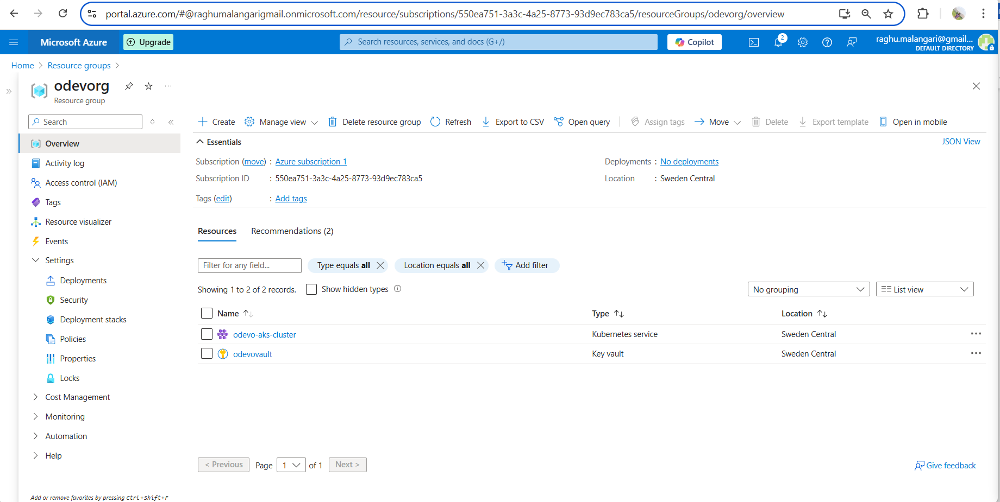 portal.azure.com/#@raghumalangarigmail.onmicrosoft.com/resource/subscriptions/550ea751-3a3c-4a25-8773-93d9ec783ca5/resourceGroups/odevorg/overview
Microsoft Azure
Upgrade
Search resources, services, and docs (G+/)
Copilot
2
raghu.malangari@gmail...
DEFAULT DIRECTORY
Home > Resource groups >
odevorg
Resource group
Search
Create
Manage view
Delete resource group
Refresh
Export to CSV
Open query
Assign tags
Move
Delete
Export template
Open in mobile
Overview
Activity log
Access control (IAM)
Tags
Resource visualizer
Events
Settings
Deployments
Security
Deployment stacks
Policies
Properties
Locks
Cost Management
Monitoring
Automation
Help
Add or remove favorites by pressing Ctrl+Shift+F
Essentials
JSON View
Subscription (move) : Azure subscription 1
Subscription ID : 550ea751-3a3c-4a25-8773-93d9ec783ca5
Tags (edit) : Add tags
Deployments : No deployments
Location : Sweden Central
Resources
Recommendations (2)
Filter for any field...
Type equals all
Location equals all
Add filter
Showing 1 to 2 of 2 records.
Show hidden types
No grouping
List view
Name Type Location
odevo-aks-cluster Kubernetes service Sweden Central
odevovault Key vault Sweden Central
< Previous
Page 1 of 1
Next >
Give feedback